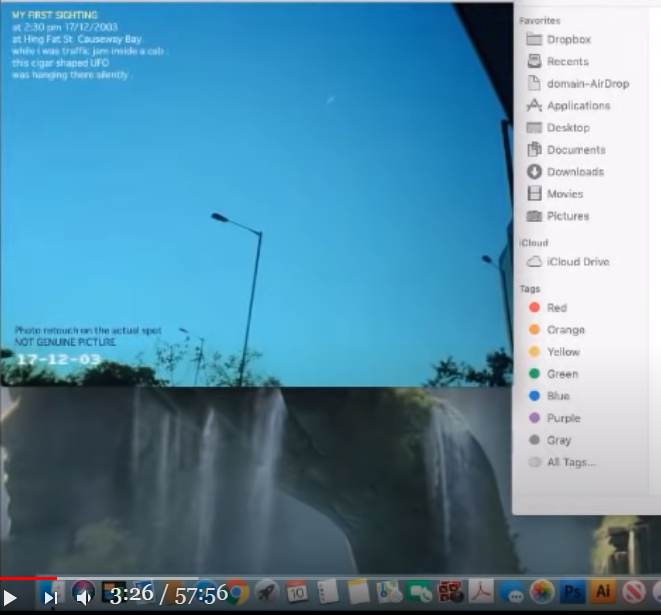 MY FIRST SIGHTING
at 2:30 pm 17/12/2003
at Hing Fat St Causeway Bay
while i was traffic jam inside a cab .
this cigar shaped UFO
was hanging there silently .
Photo retouch on the actual spot
NOT GENUINE PICTURE
17-12-03
Favorites
Dropbox
Recents
domain-AirDrop
Applications
Desktop
Documents
Downloads
Movies
Pictures
iCloud
iCloud Drive
Tags
Red
Orange
Yellow
Green
Blue
Purple
Gray
All Tags...
10
Ps
Ai
3:26 / 57:56